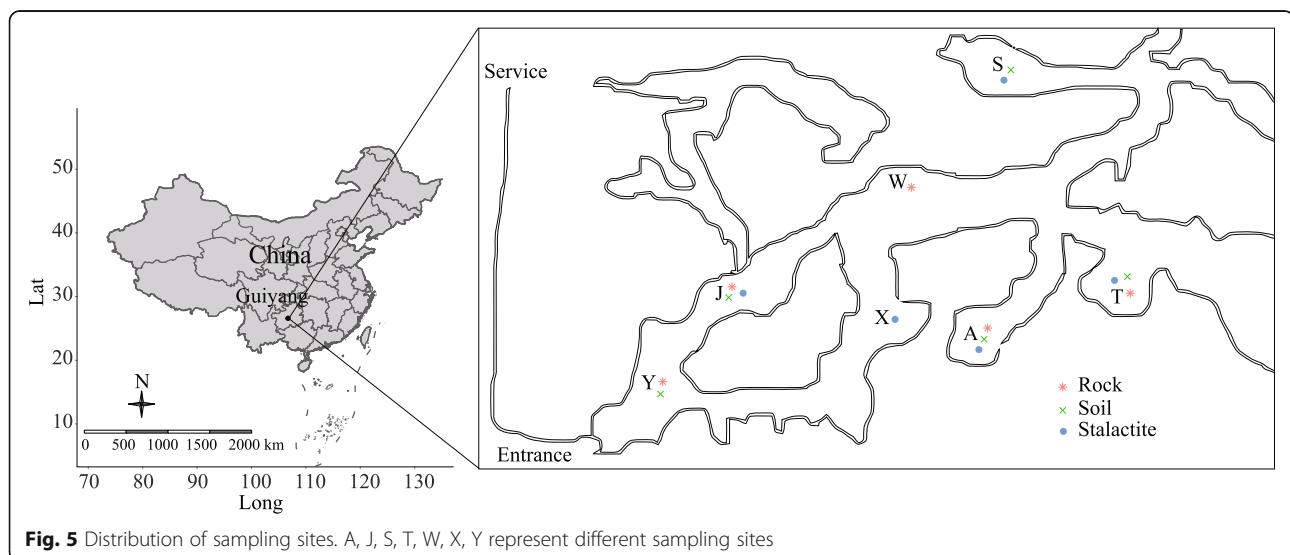 Service
S
50
W
40
China
Lat
Guiyang
30
J
X
T
A
20
Y
N
Rock
10
Soil
0 500 1000 1500 2000 km
Stalactite
Entrance
70 80 90 100 110 120 130
Long
Fig. 5 Distribution of sampling sites. A, J, S, T, W, X, Y represent different sampling sites